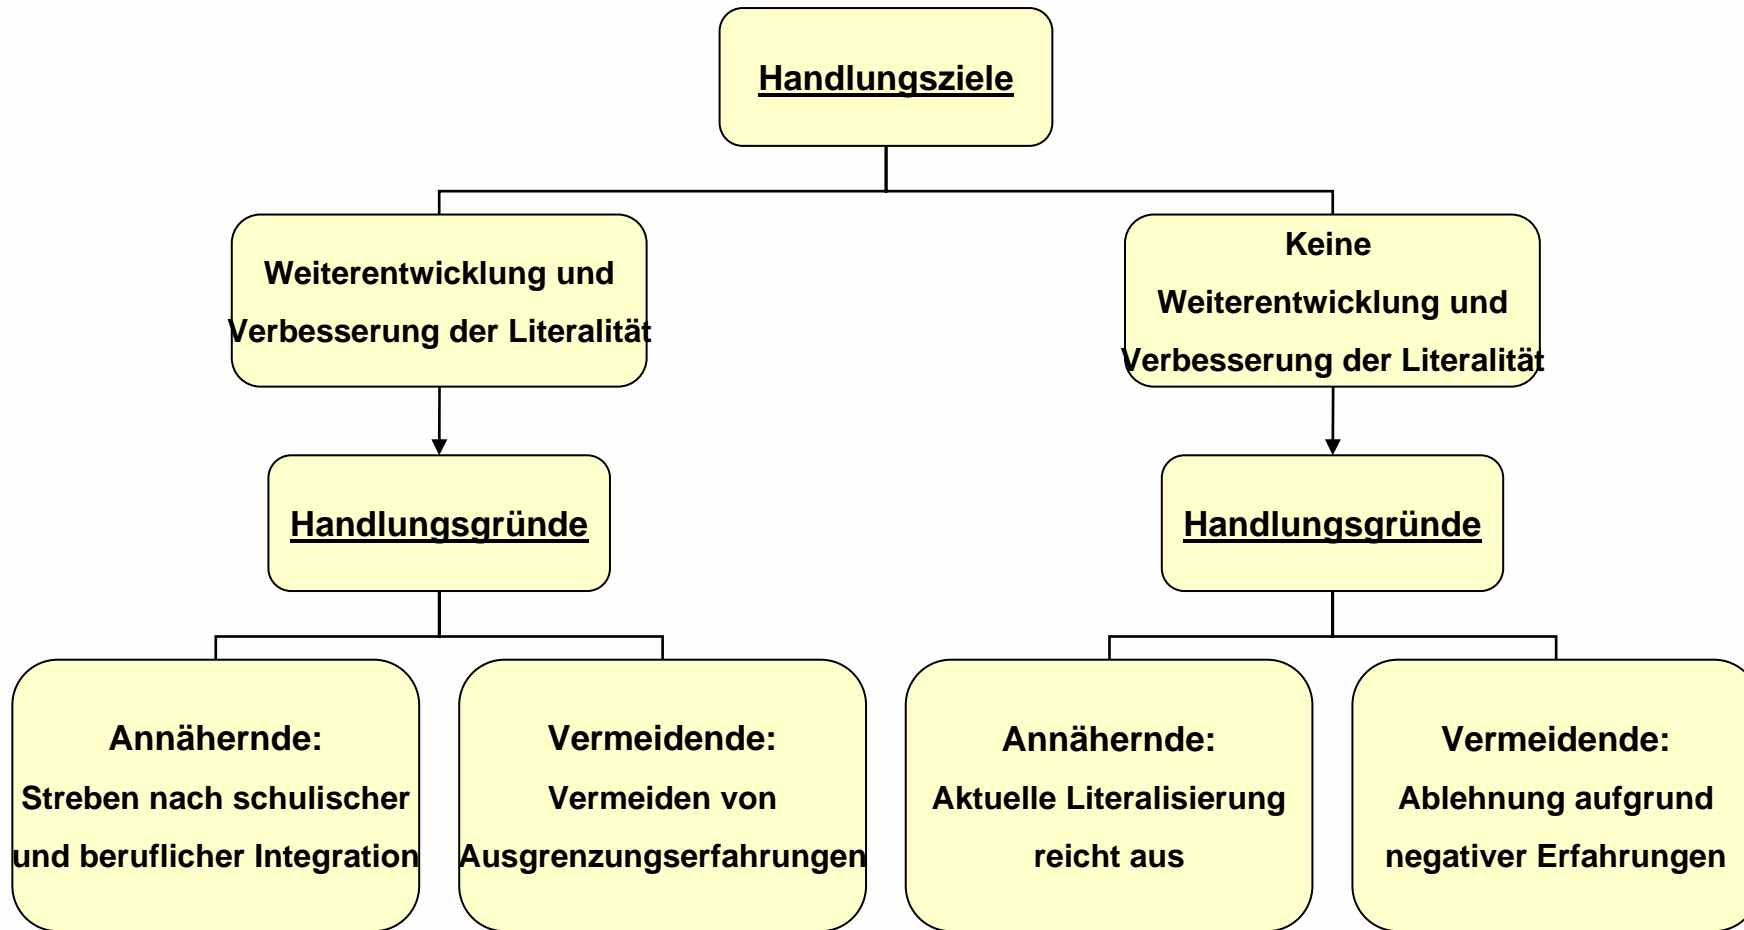 Handlungsziele
Weiterentwicklung und
Verbesserung der Literalität
Keine
Weiterentwicklung und
Verbesserung der Literalität
Handlungsgründe
Handlungsgründe
Annähernde:
Streben nach schulischer
und beruflicher Integration
Vermeidende:
Vermeiden von
Ausgrenzungserfahrungen
Annähernde:
Aktuelle Literalisierung
reicht aus
Vermeidende:
Ablehnung aufgrund
negativer Erfahrungen